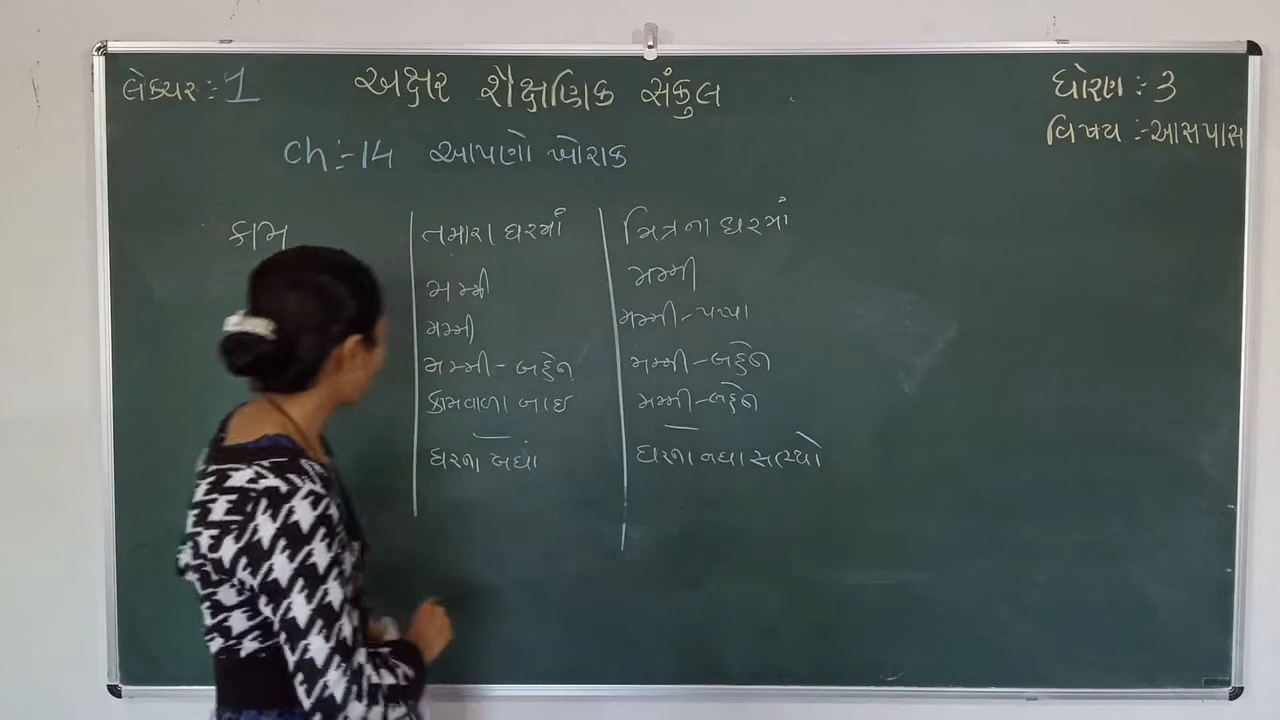 લેક્ચર :- 1 અક્ષર શૈક્ષણિક સંકુલ ધોરણ :- 3
વિષય :- આસપાસ
Ch :- 14 આપણો ખોરાક
કામ તમારા ઘરમાં મિત્રના ઘરમાં
મમ્મી મમ્મી
મમ્મી મમ્મી - પપ્પા
મમ્મી - બહેન મમ્મી - બહેન
કામવાળા બાઇ મમ્મી - બહેન
— —
ઘરના બધાં ઘરના બધા સભ્યો